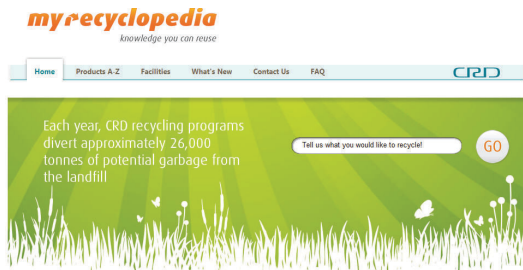 myrecyclopedia
knowledge you can reuse
Home Products A-Z Facilities What's New Contact Us FAQ CRD
Each year, CRD recycling programs
divert approximately 26,000
tonnes of potential garbage from
the landfill
Tell us what you would like to recycle! GO